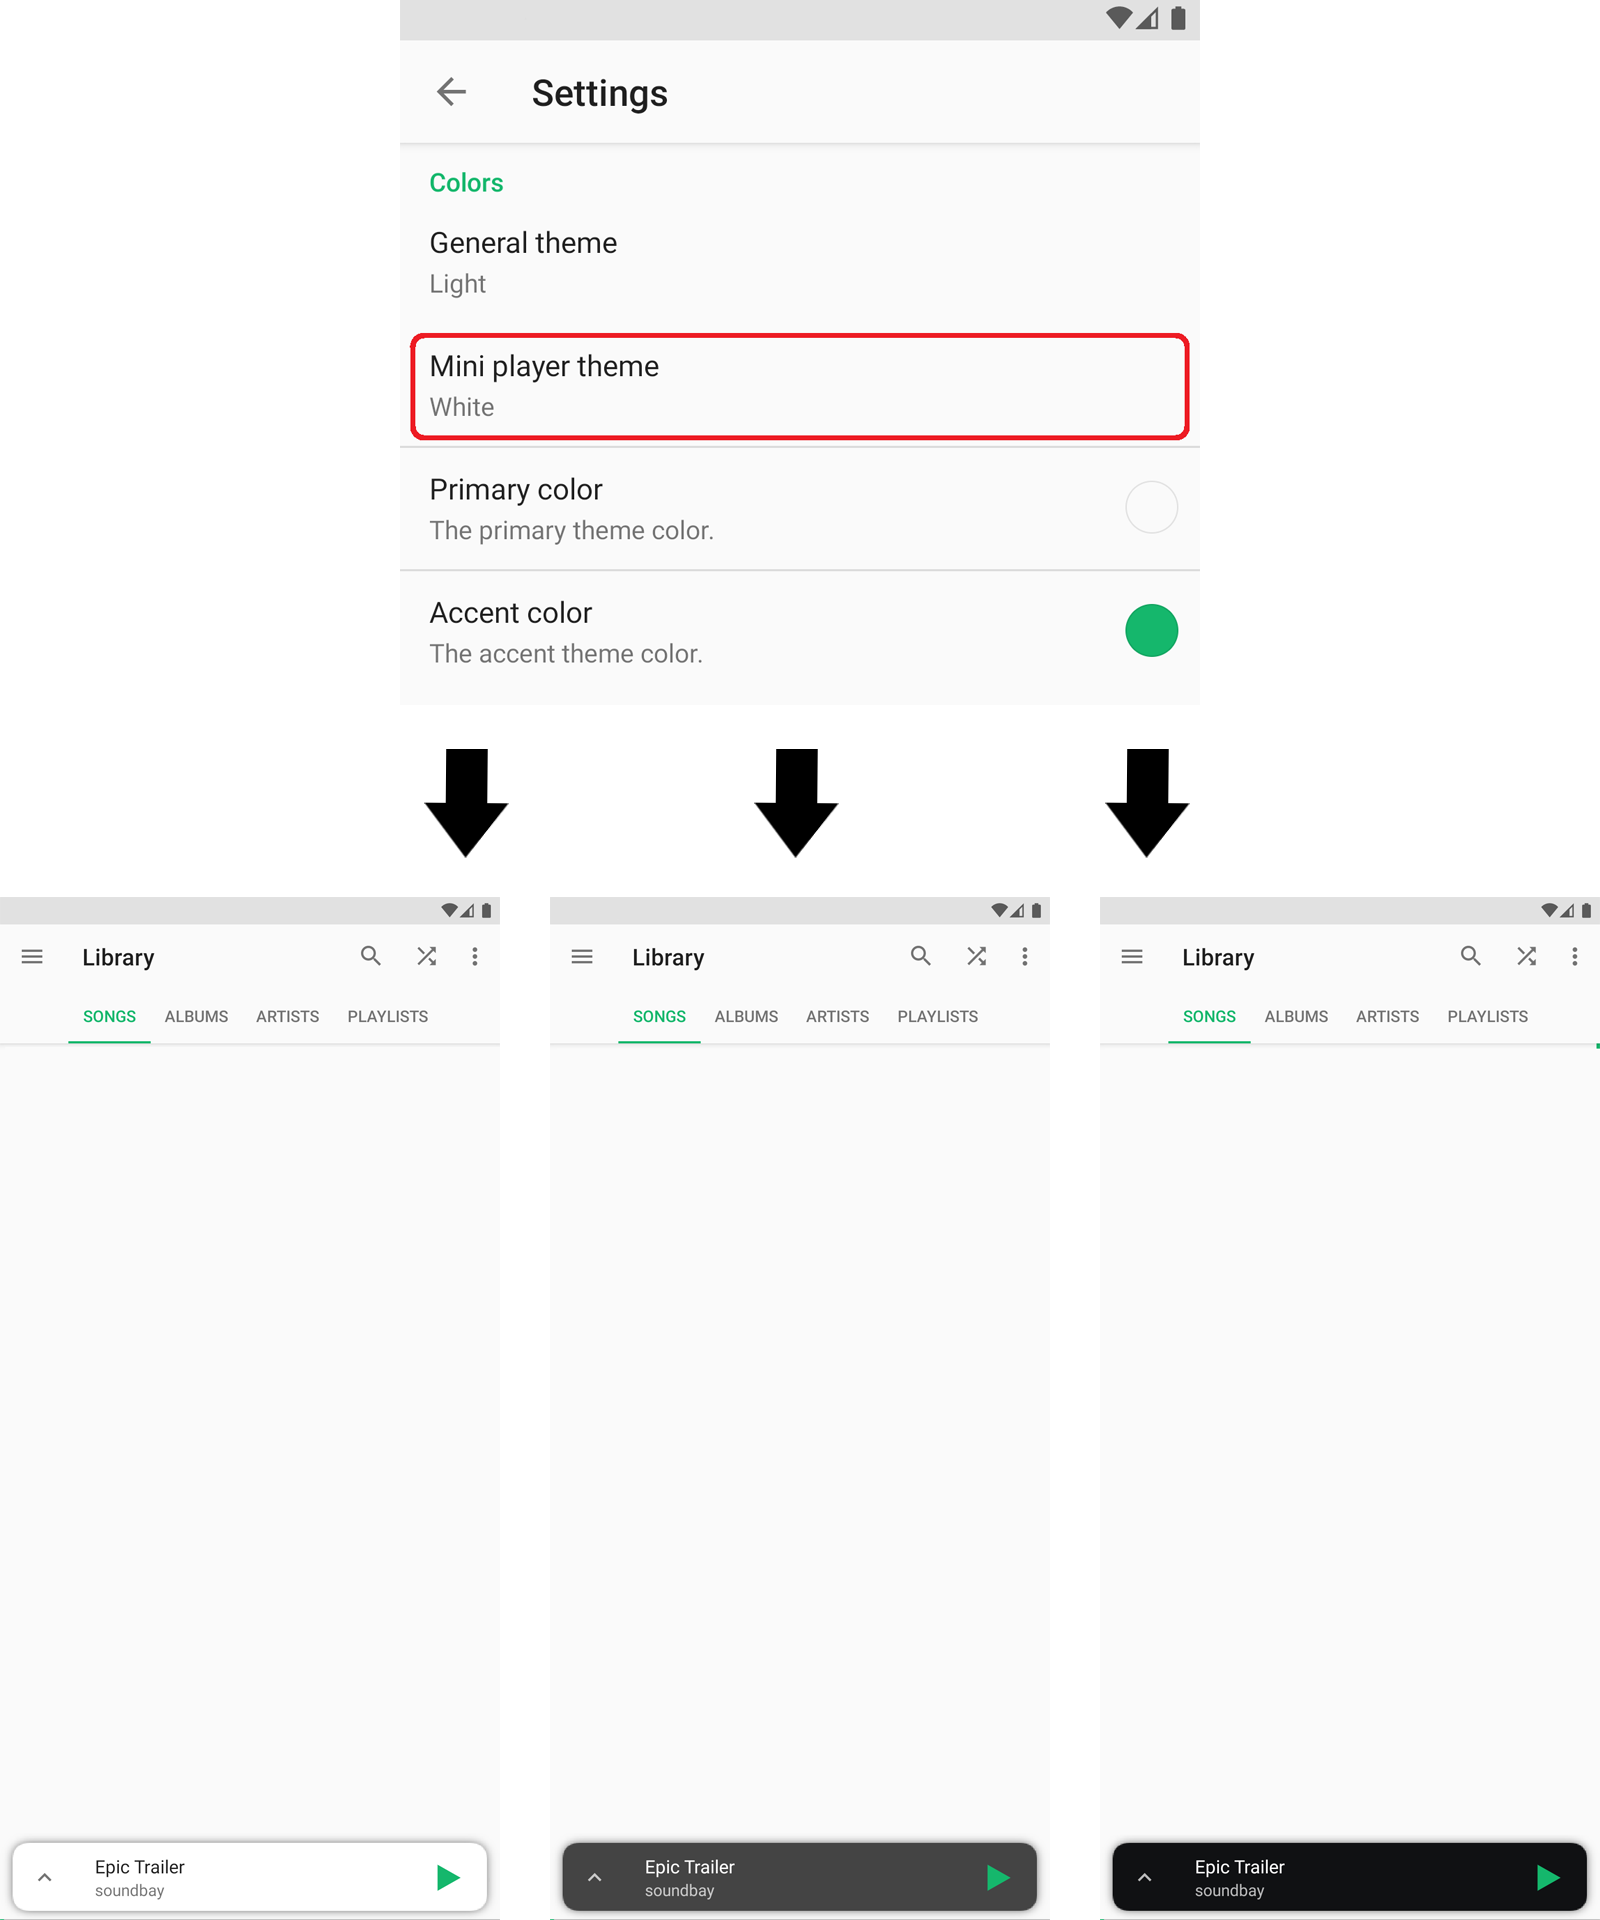 Settings
Colors
General theme
Light
Mini player theme
White
Primary color
The primary theme color.
Accent color
The accent theme color.
Library
SONGS ALBUMS ARTISTS PLAYLISTS
Epic Trailer
soundbay
Library
SONGS ALBUMS ARTISTS PLAYLISTS
Epic Trailer
soundbay
Library
SONGS ALBUMS ARTISTS PLAYLISTS
Epic Trailer
soundbay